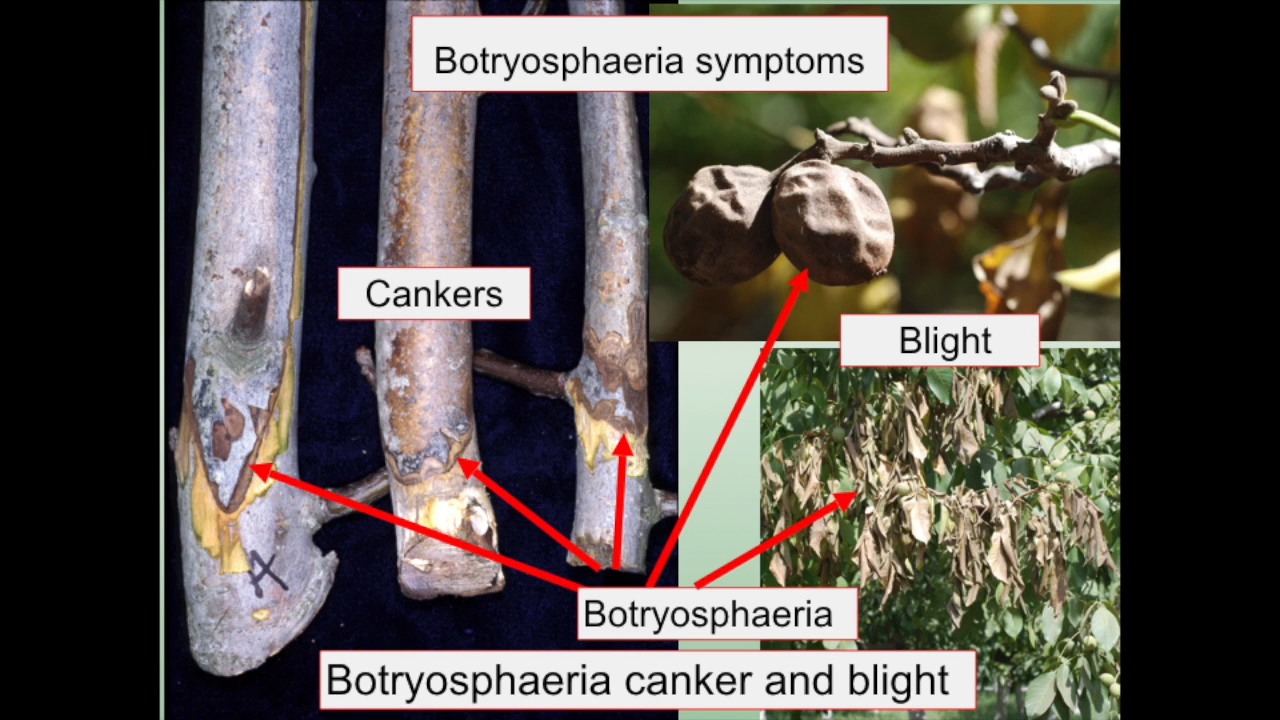 Botryosphaeria symptoms
Cankers
Blight
A
Botryosphaeria
Botryosphaeria canker and blight